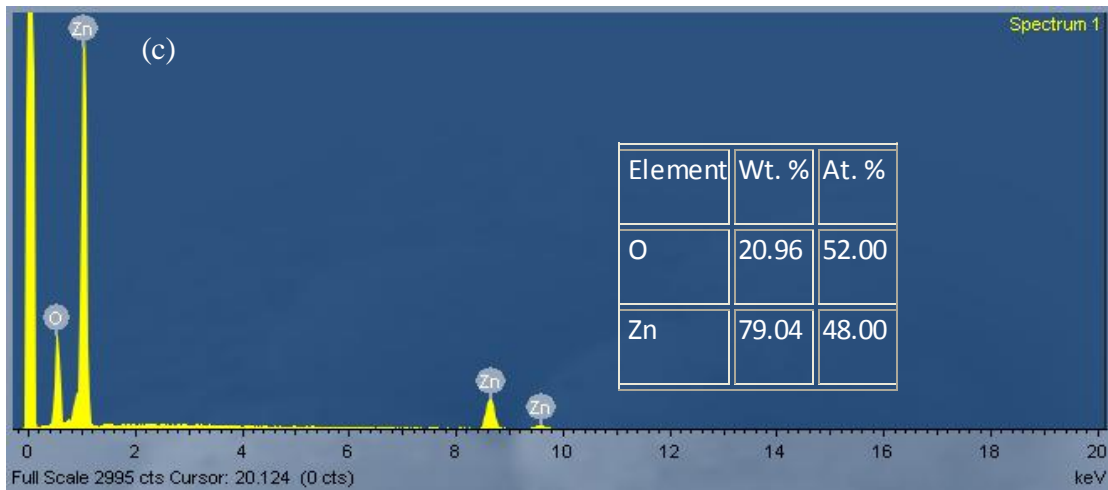 Spectrum 1
Zn
(c)
Element Wt. % At. %
O 20.96 52.00
Zn 79.04 48.00
O
Zn
Zn
0 2 4 6 8 10 12 14 16 18 20
Full Scale 2995 cts Cursor: 20.124 (0 cts) keV